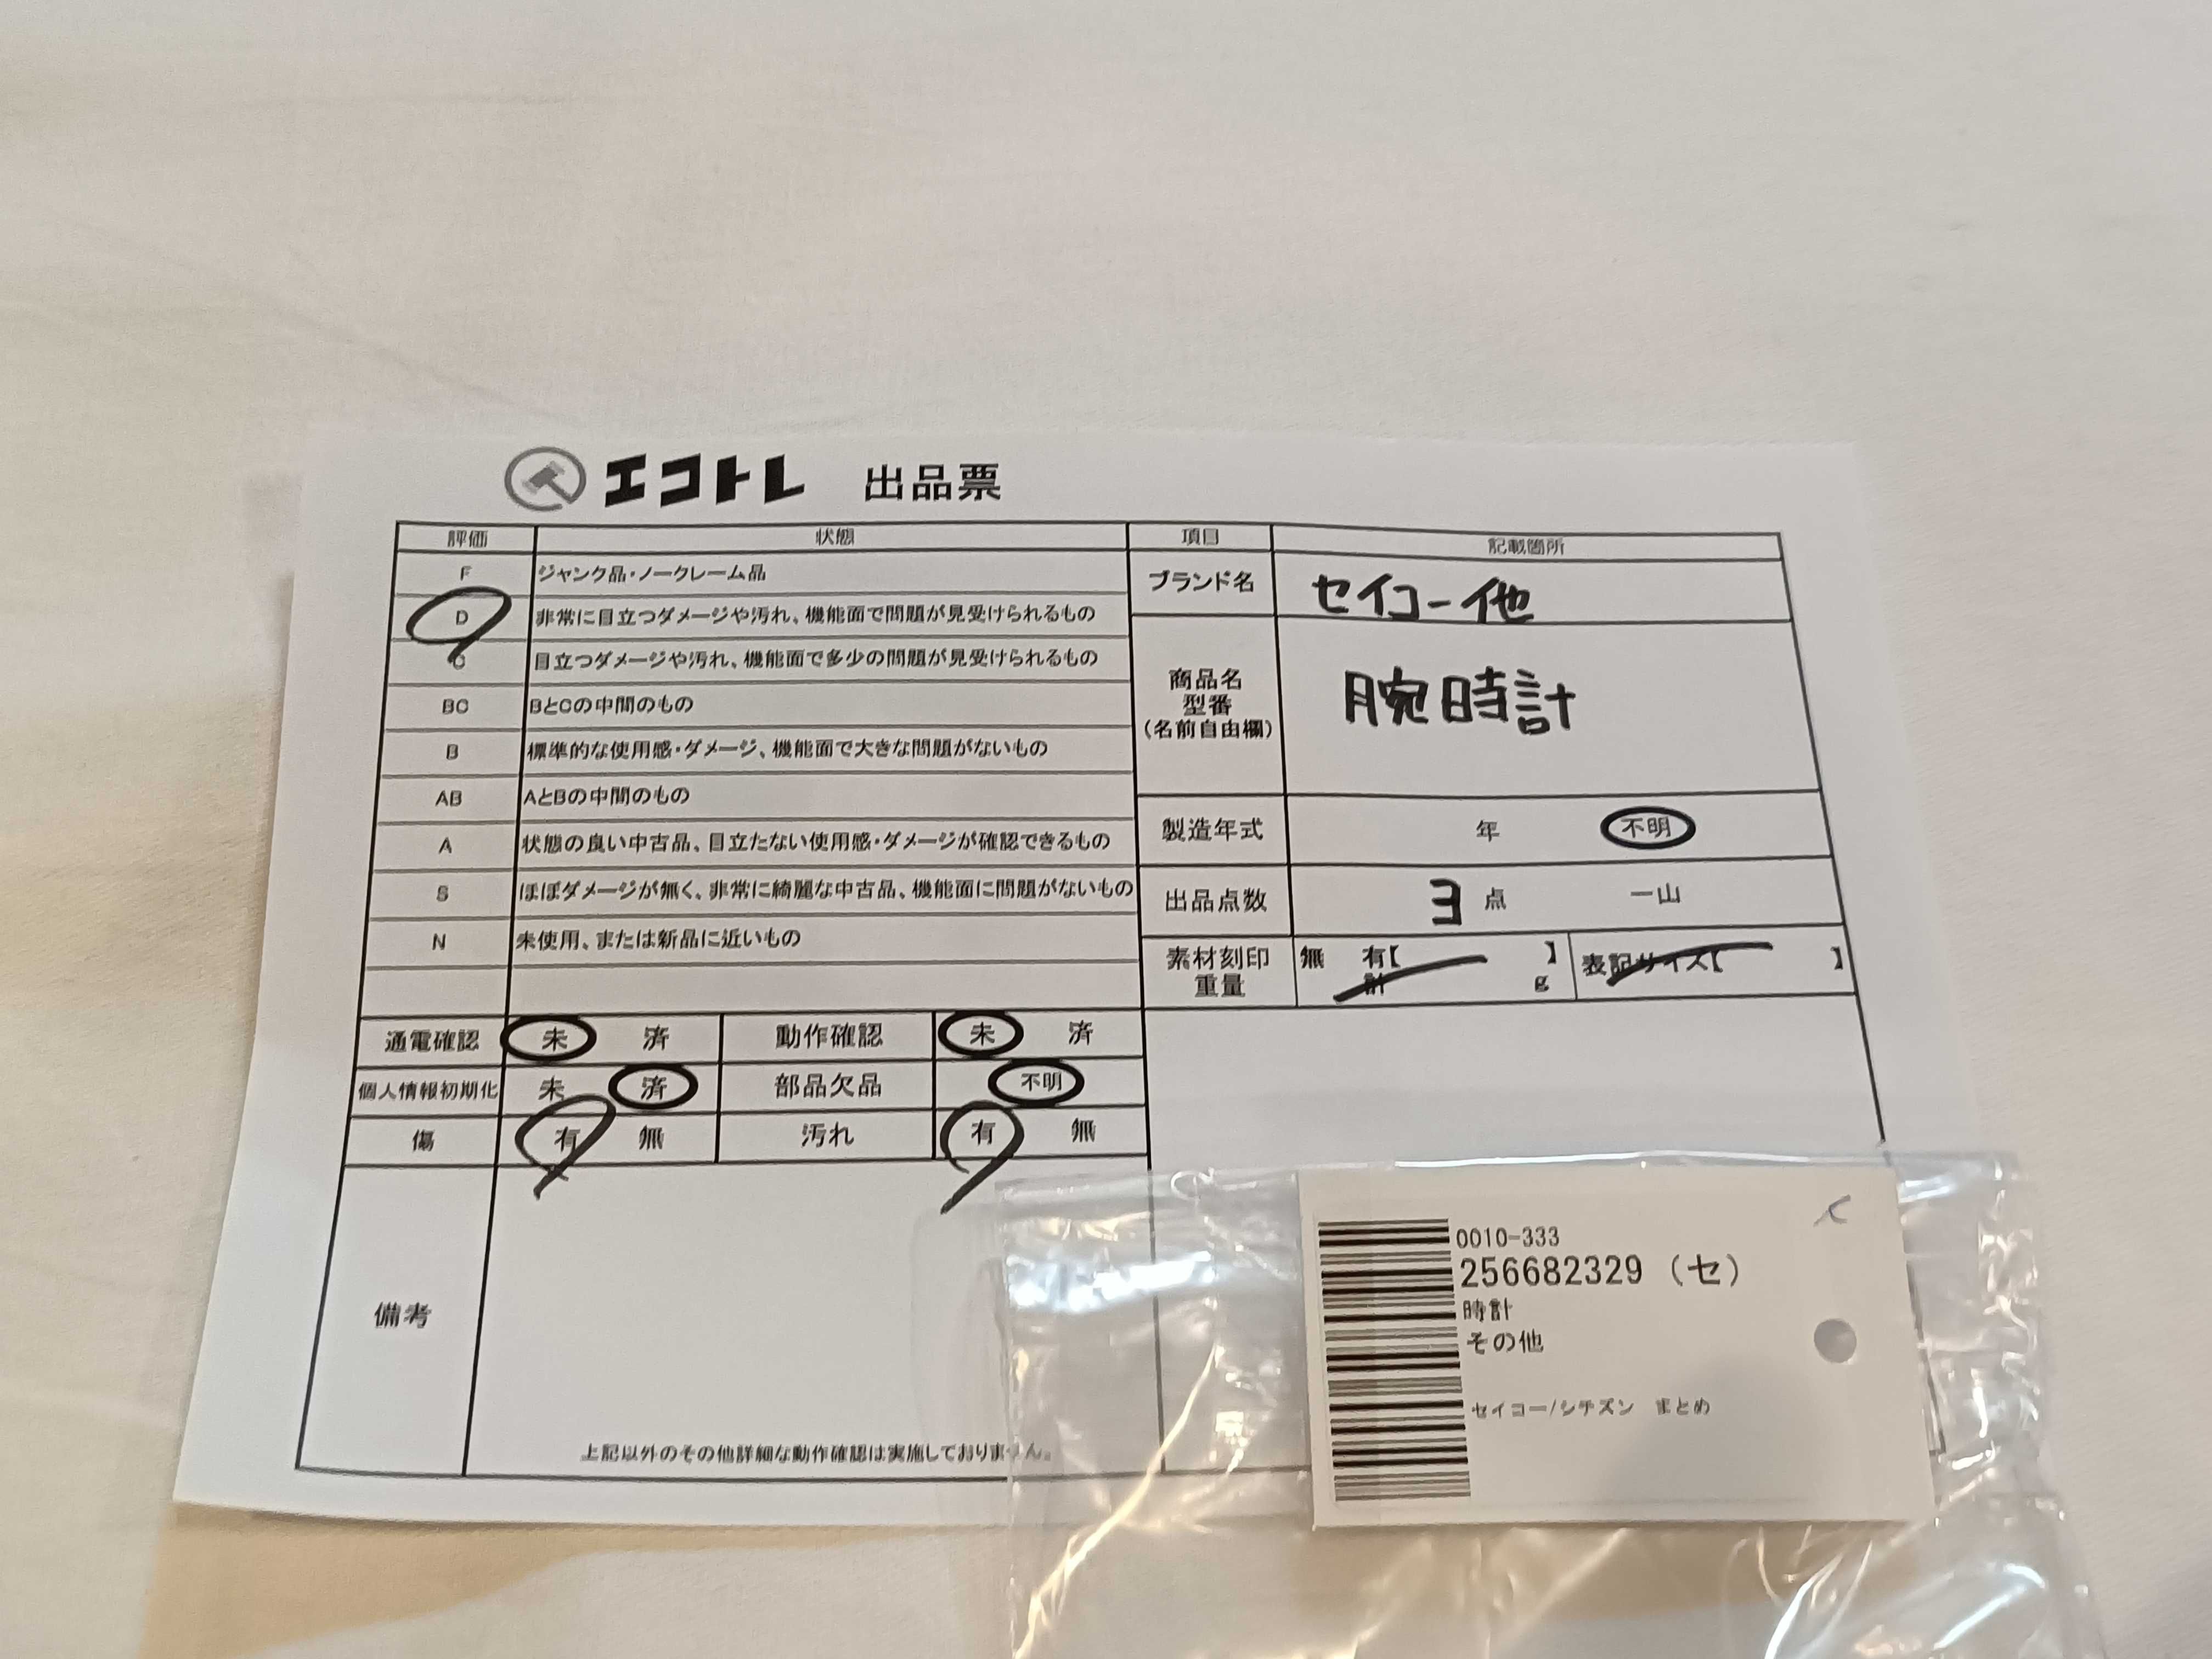 エコトレ 出品票
評価 状態 項目 記載箇所
F ジャンク品・ノークレーム品
D 非常に目立つダメージや汚れ、機能面で問題が見受けられるもの
C 目立つダメージや汚れ、機能面で多少の問題が見受けられるもの
BC BとCの中間のもの
B 標準的な使用感・ダメージ、機能面で大きな問題がないもの
AB AとBの中間のもの
A 状態の良い中古品、目立たない使用感・ダメージが確認できるもの
S ほぼダメージが無く、非常に綺麗な中古品、機能面に問題がないもの
N 未使用、または新品に近いもの
ブランド名 セイコー他
商品名
型番
(名前自由欄)
腕時計
製造年式 年 不明
出品点数 3 点 一山
素材刻印 無 有【 】 表記サイズ【 】
重量 計 g
通電確認 未 済 動作確認 未 済
個人情報初期化 未 済 部品欠品 不明
傷 有 無 汚れ 有 無
備考
上記以外のその他詳細な動作確認は実施しておりません。
0010-333
256682329 (セ)
時計
その他
セイコー/シチズン まとめ